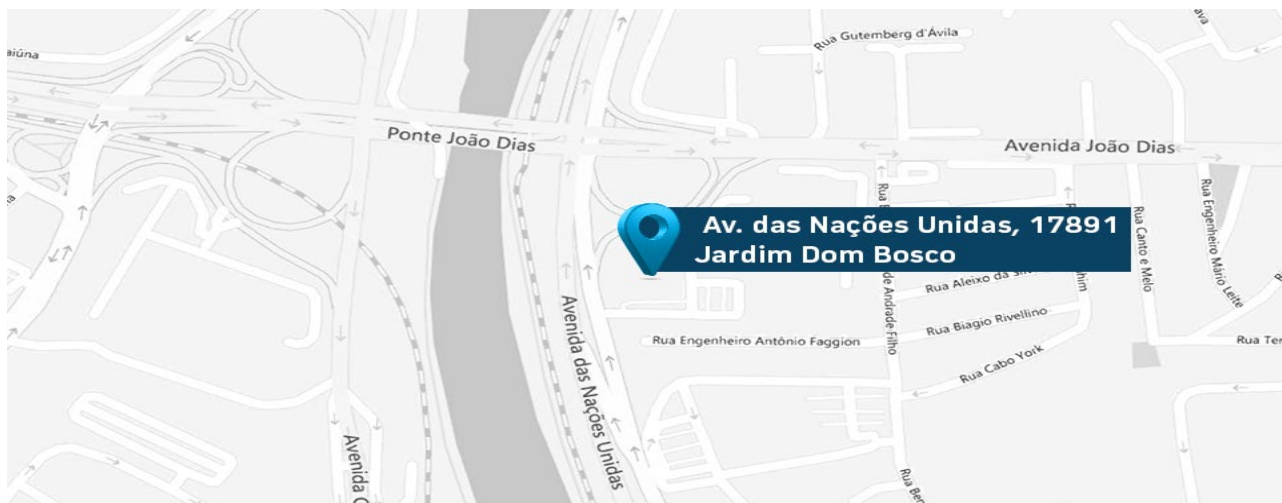 Rua Gutemberg d'Ávila
Ponte João Dias
Avenida João Dias
Av. das Nações Unidas, 17891
Jardim Dom Bosco
Rua Canto e Melo
Rua Engenheiro Mário Leite
de Andrade Filho
Rua Aleixo da
Rua Biagio Rivellino
Rua Engenheiro Antônio Faggion
Rua Cabo York
Avenida das Nações Unidas
Avenida
Rua